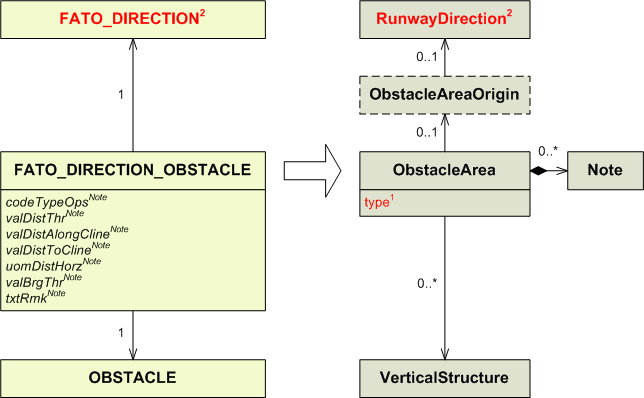 FATO_DIRECTION2
1
FATO_DIRECTION_OBSTACLE
codeTypeOpsNote
valDistThrNote
valDistAlongClineNote
valDistToClineNote
uomDistHorzNote
valBrgThrNote
txtRmkNote
1
OBSTACLE
RunwayDirection2
0..1
ObstacleAreaOrigin
0..1
ObstacleArea
type1
0..*
Note
0..*
VerticalStructure